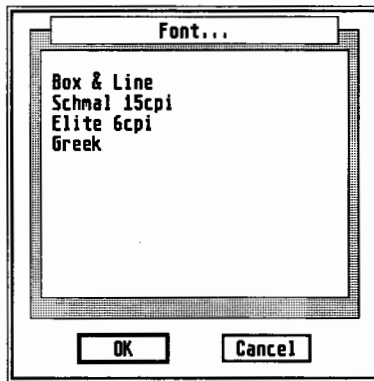 Font...
Box & Line
Schmal 15cpi
Elite 6cpi
Greek
OK
Cancel